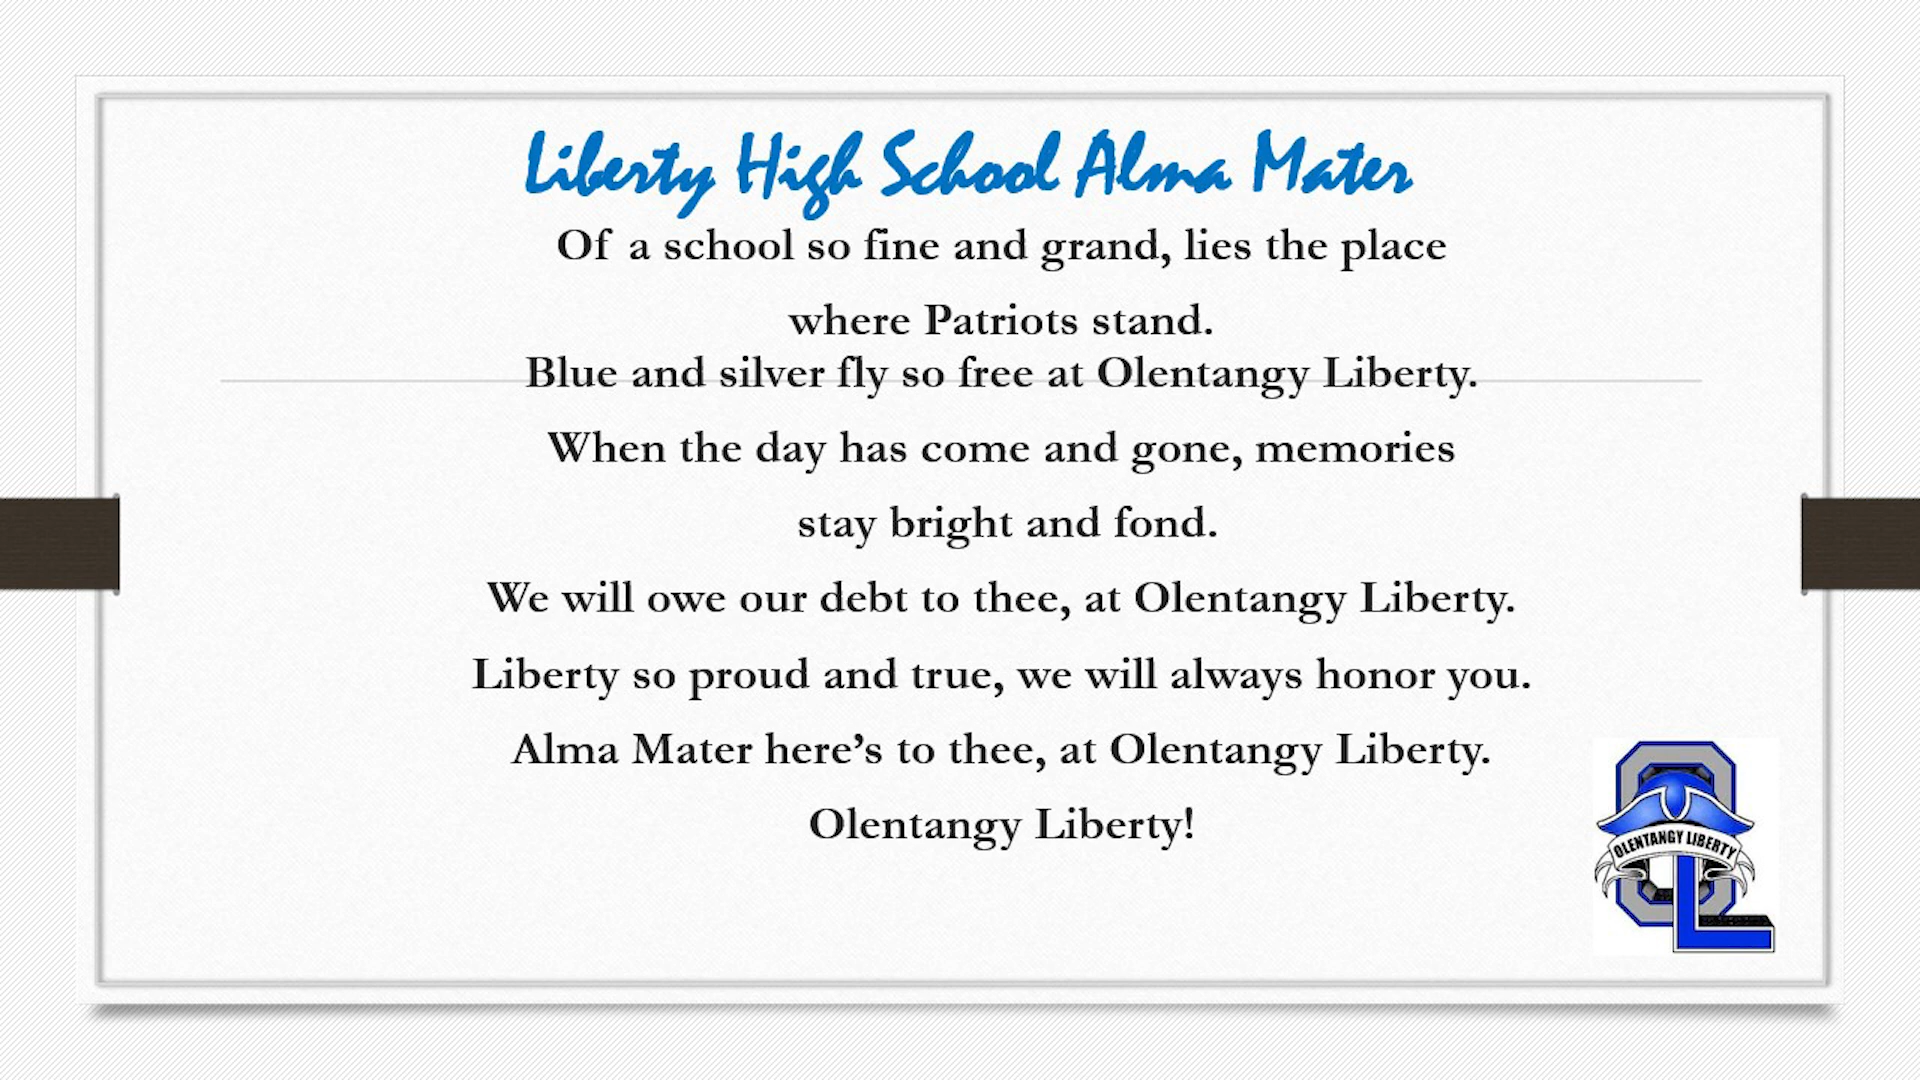 Liberty High School Alma Mater
Of a school so fine and grand, lies the place
where Patriots stand.
Blue and silver fly so free at Olentangy Liberty.
When the day has come and gone, memories
stay bright and fond.
We will owe our debt to thee, at Olentangy Liberty.
Liberty so proud and true, we will always honor you.
Alma Mater here’s to thee, at Olentangy Liberty.
Olentangy Liberty!
OLENTANGY LIBERTY
OL